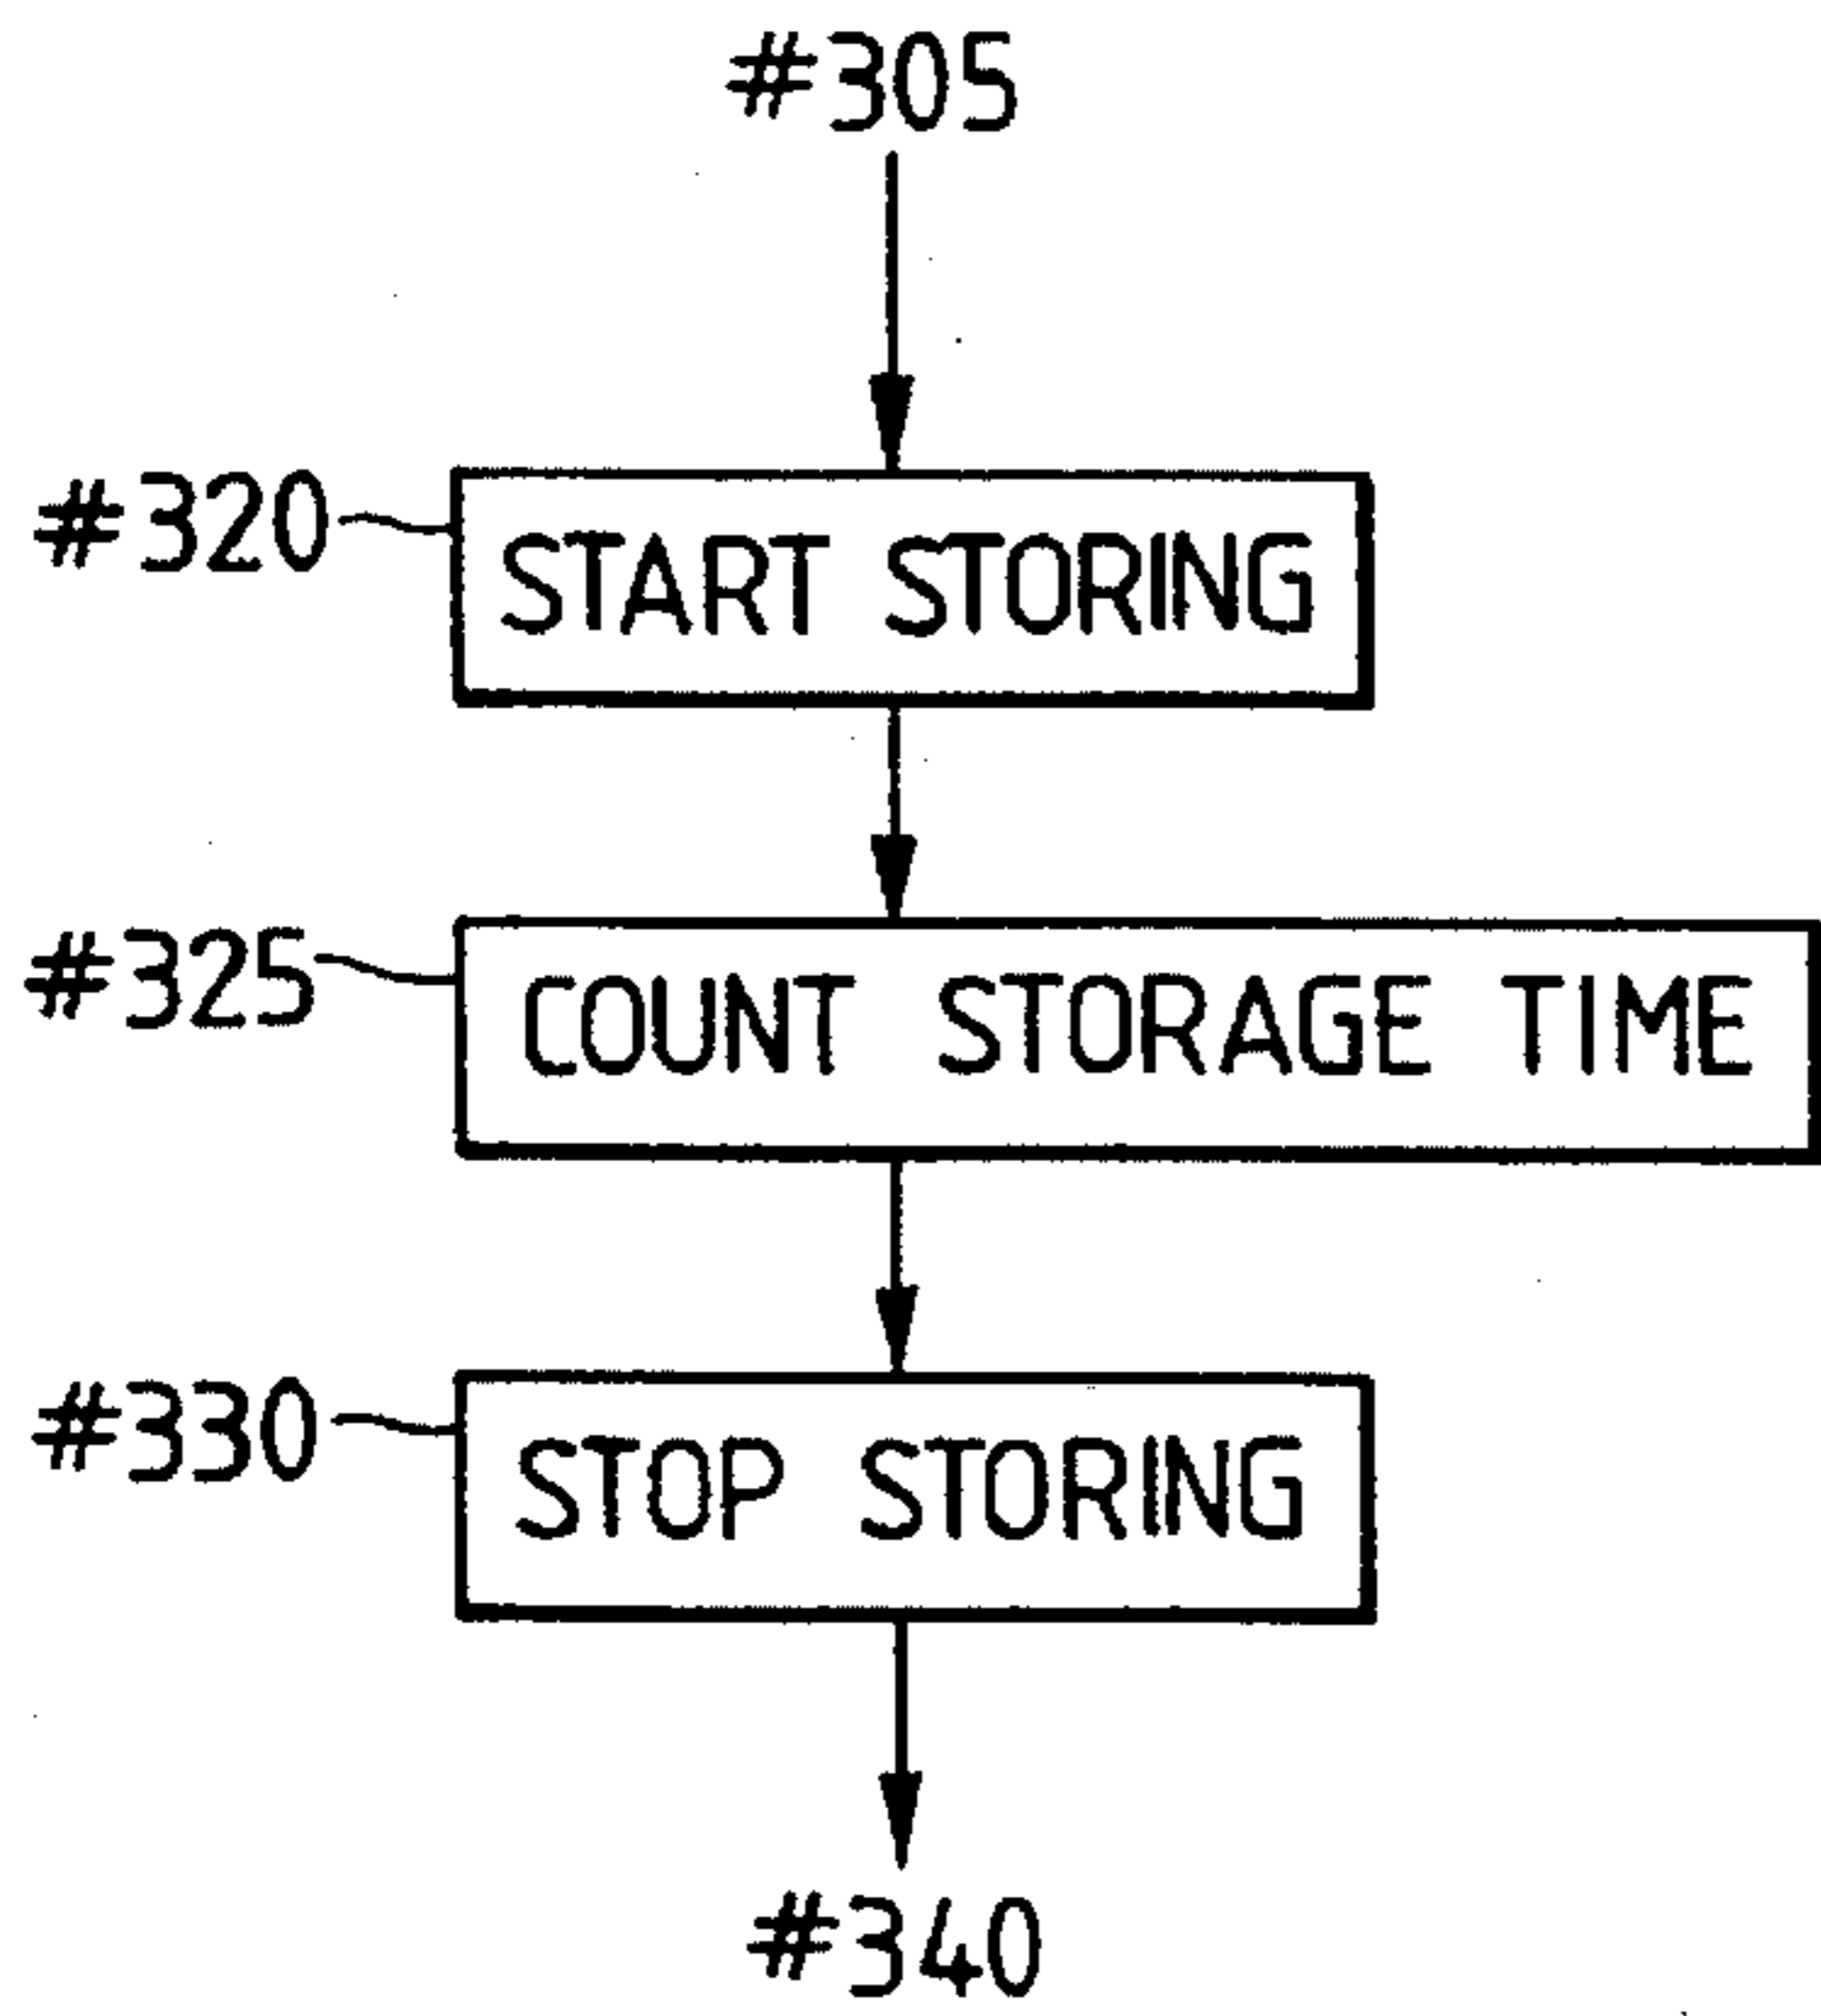 #305
#320
START STORING
#325
COUNT STORAGE TIME
#330
STOP STORING
#340